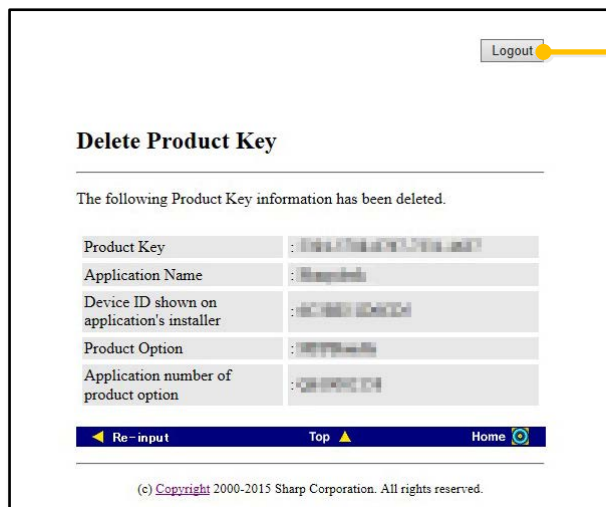 Logout
Delete Product Key
The following Product Key information has been deleted.
Product Key :
Application Name :
Device ID shown on
application's installer :
Product Option :
Application number of
product option :
Re-input Top Home
(c) Copyright 2000-2015 Sharp Corporation. All rights reserved.